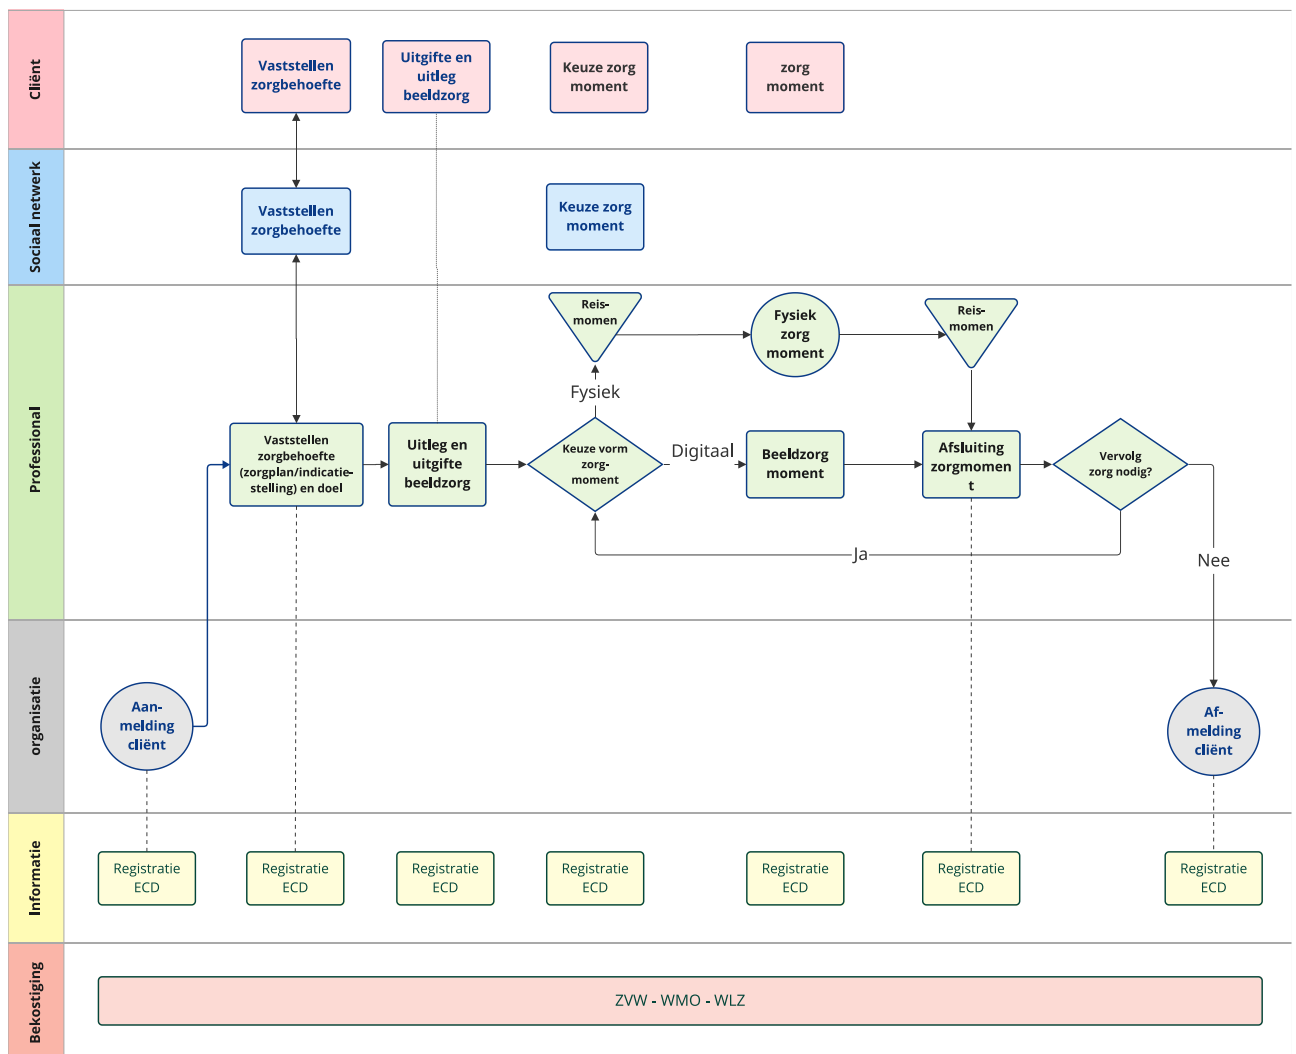 Cliënt
Vaststellen
zorgbehoefte
Uitgifte en
uitleg
beeldzorg
Keuze zorg
moment
zorg
moment
Sociaal netwerk
Vaststellen
zorgbehoefte
Keuze zorg
moment
Professional
Reis-
momen
Fysiek
zorg
moment
Reis-
momen
Fysiek
Vaststellen
zorgbehoefte
(zorgplan/indicatie-
stelling) en doel
Uitleg en
uitgifte
beeldzorg
Keuze vorm
zorg-
moment
Digitaal
Beeldzorg
moment
Afsluiting
zorgmomen
t
Vervolg
zorg nodig?
Ja
Nee
organisatie
Aan-
melding
cliënt
Af-
melding
cliënt
Informatie
Registratie
ECD
Registratie
ECD
Registratie
ECD
Registratie
ECD
Registratie
ECD
Registratie
ECD
Registratie
ECD
Bekostiging
ZVW - WMO - WLZ